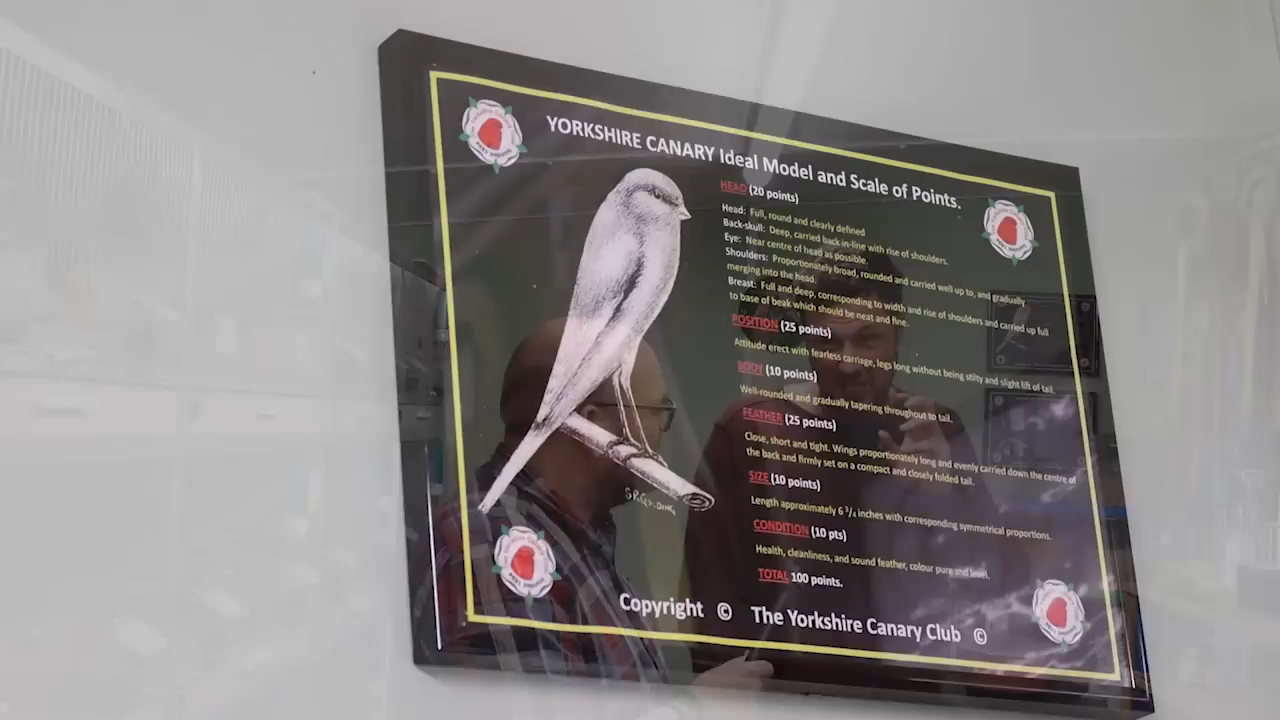 YORKSHIRE CANARY Ideal Model and Scale of Points.
HEAD (20 points)
Head: Full, round and clearly defined
Back-skull: Deep, carried back in-line with rise of shoulders.
Eye: Near centre of head as possible.
Shoulders: Proportionately broad, rounded and carried well up to, and gradually
merging into the head.
Breast: Full and deep, corresponding to width and rise of shoulders and carried up full
to base of beak which should be neat and fine.
POSITION (25 points)
Attitude erect with fearless carriage, legs long without being stilty and slight lift of tail.
BODY (10 points)
Well-rounded and gradually tapering throughout to tail.
FEATHER (25 points)
Close, short and tight. Wings proportionately long and evenly carried down the centre of
the back and firmly set on a compact and closely folded tail.
SIZE (10 points)
Length approximately 6 3/4 inches with corresponding symmetrical proportions.
CONDITION (10 pts)
Health, cleanliness, and sound feather, colour pure and level.
TOTAL 100 points.
Copyright © The Yorkshire Canary Club ©